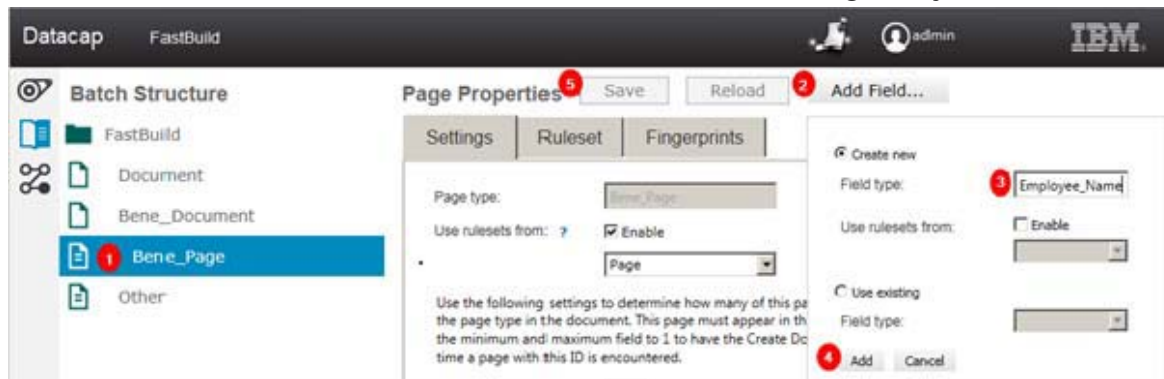 Datacap FastBuild admin IBM.
Batch Structure
FastBuild
Document
Bene_Document
1 Bene_Page
Other
Page Properties 5 Save Reload 2 Add Field...
Settings Ruleset Fingerprints
Page type: Bene_Page
Use rulesets from: ? Enable
Page
Use the following settings to determine how many of this pa
the page type in the document. This page must appear in th
the minimum and maximum field to 1 to have the Create Do
time a page with this ID is encountered.
Create new
Field type: 3 Employee_Name
Use rulesets from: Enable
Use existing
Field type:
4 Add Cancel